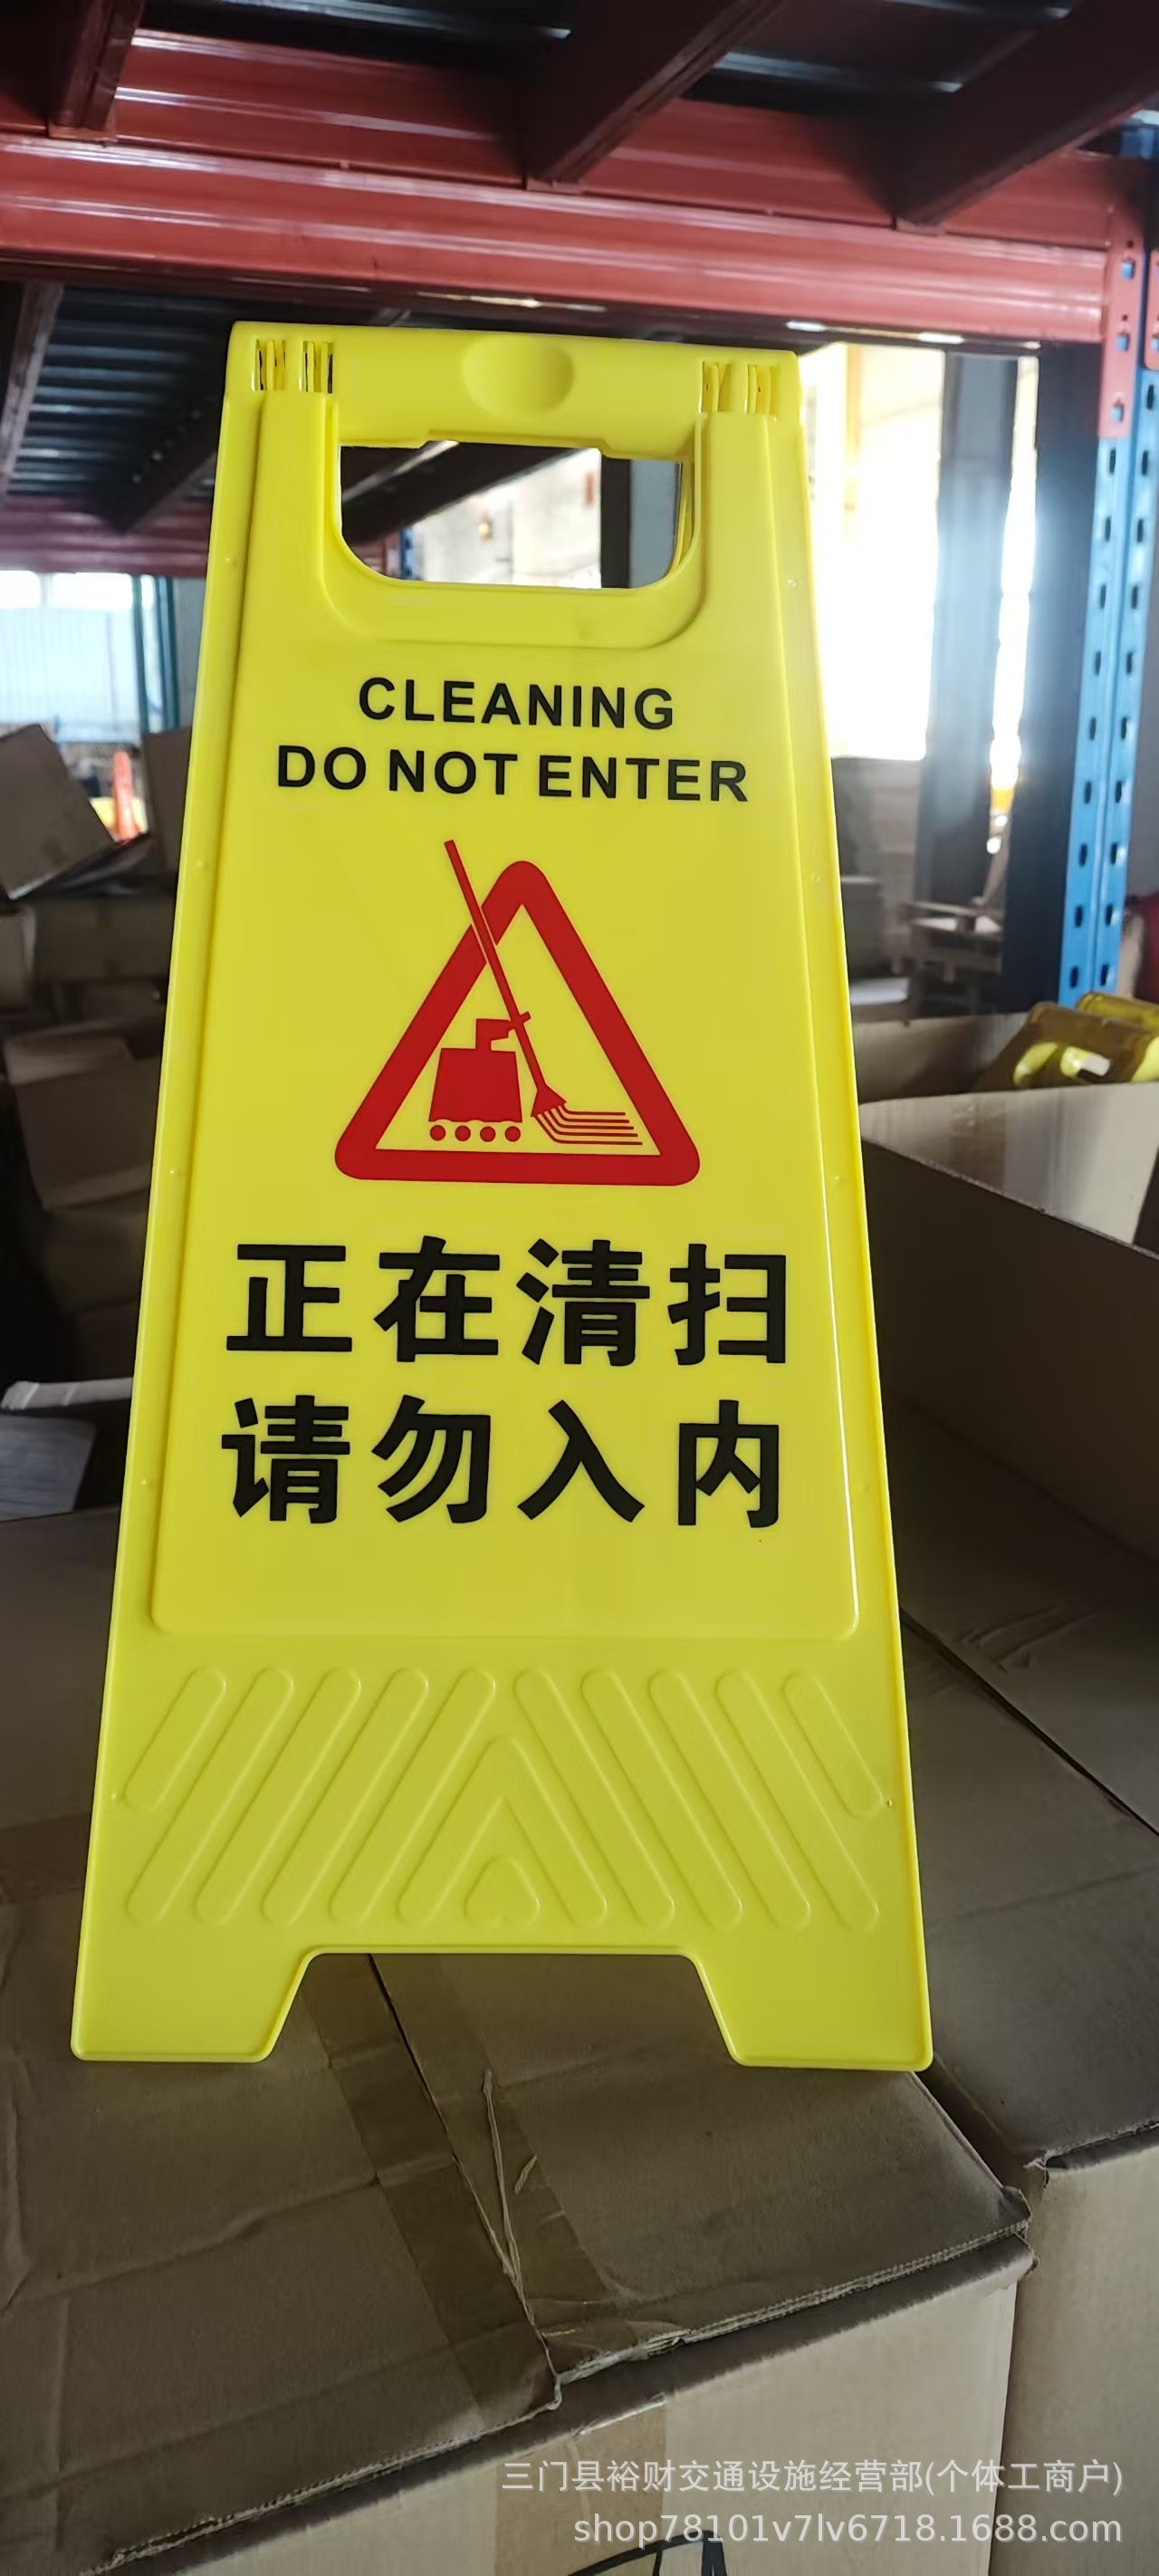 CLEANING
DO NOT ENTER
正在清扫
请勿入内
三门县裕财交通设施经营部(个体工商户)
shop78101v7lv6718.1688.com